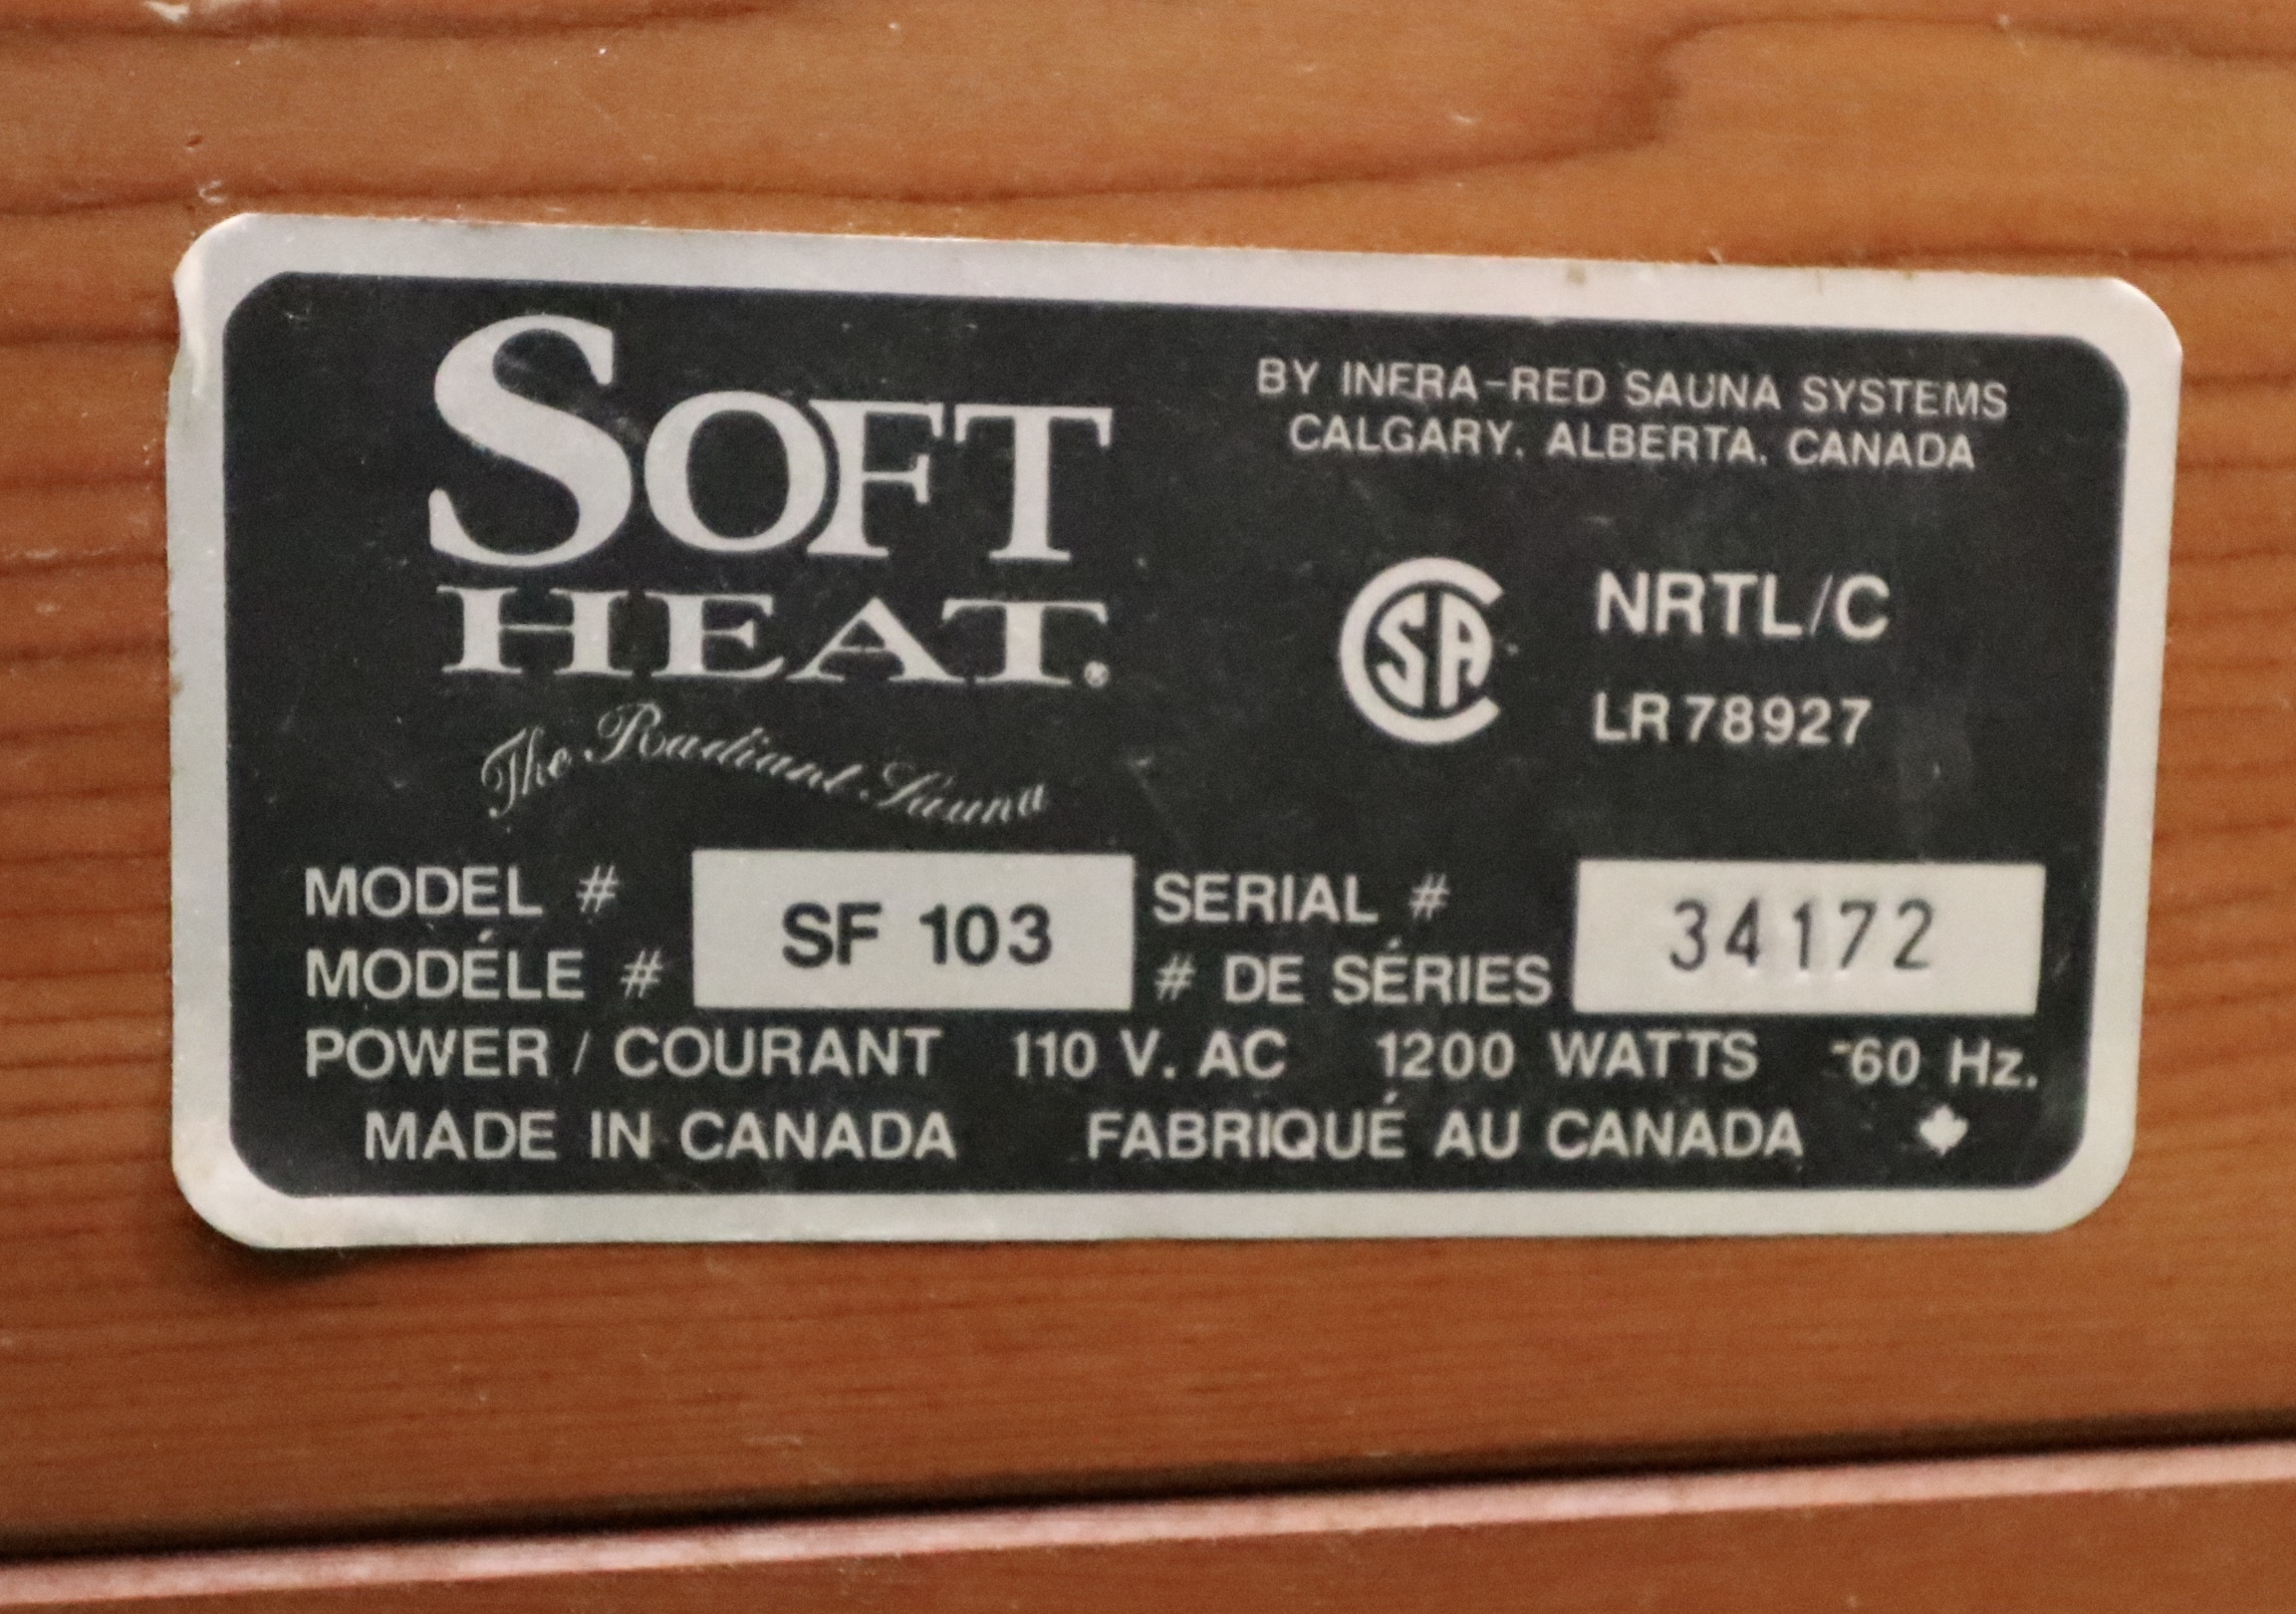 SOFT
HEAT®
The Radiant Sauna
BY INFRA-RED SAUNA SYSTEMS
CALGARY, ALBERTA, CANADA
CSA NRTL/C
LR 78927
MODEL # SF 103
MODÉLE #
SERIAL # 34172
# DE SÉRIES
POWER / COURANT 110 V. AC 1200 WATTS 60 Hz.
MADE IN CANADA FABRIQUÉ AU CANADA